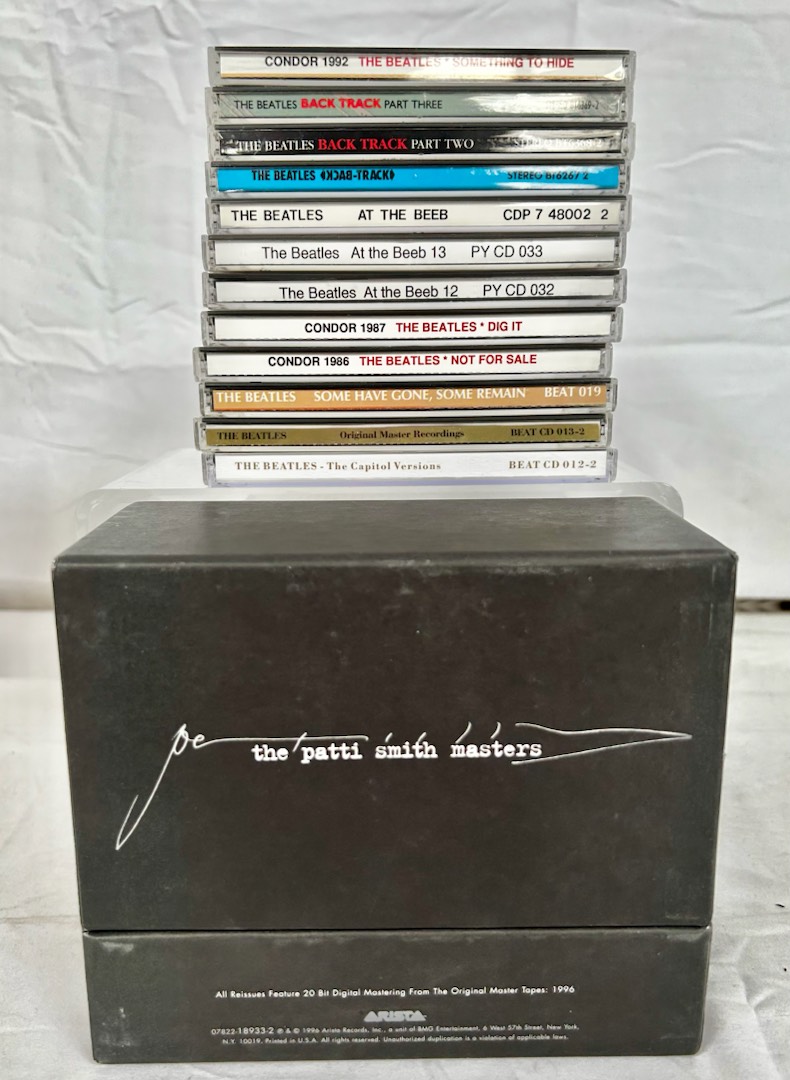 CONDOR 1992 THE BEATLES * SOMETHING TO HIDE
THE BEATLES BACK TRACK PART THREE
THE BEATLES BACK TRACK PART TWO
THE BEATLES BACK-TRACK STEREO B16267 2
THE BEATLES AT THE BEEB CDP 7 48002 2
The Beatles At the Beeb 13 PY CD 033
The Beatles At the Beeb 12 PY CD 032
CONDOR 1987 THE BEATLES * DIG IT
CONDOR 1986 THE BEATLES * NOT FOR SALE
THE BEATLES SOME HAVE GONE, SOME REMAIN BEAT 019
THE BEATLES Original Master Recordings BEAT CD 013-2
THE BEATLES - The Capitol Versions BEAT CD 012-2
the patti smith masters
All Reissues Feature 20 Bit Digital Mastering From The Original Master Tapes: 1996
ARISTA
07822-18933-2 ℗ & © 1996 Arista Records, Inc., a unit of BMG Entertainment, 6 West 57th Street, New York,
N.Y. 10019. Printed in U.S.A. All rights reserved. Unauthorized duplication is a violation of applicable laws.